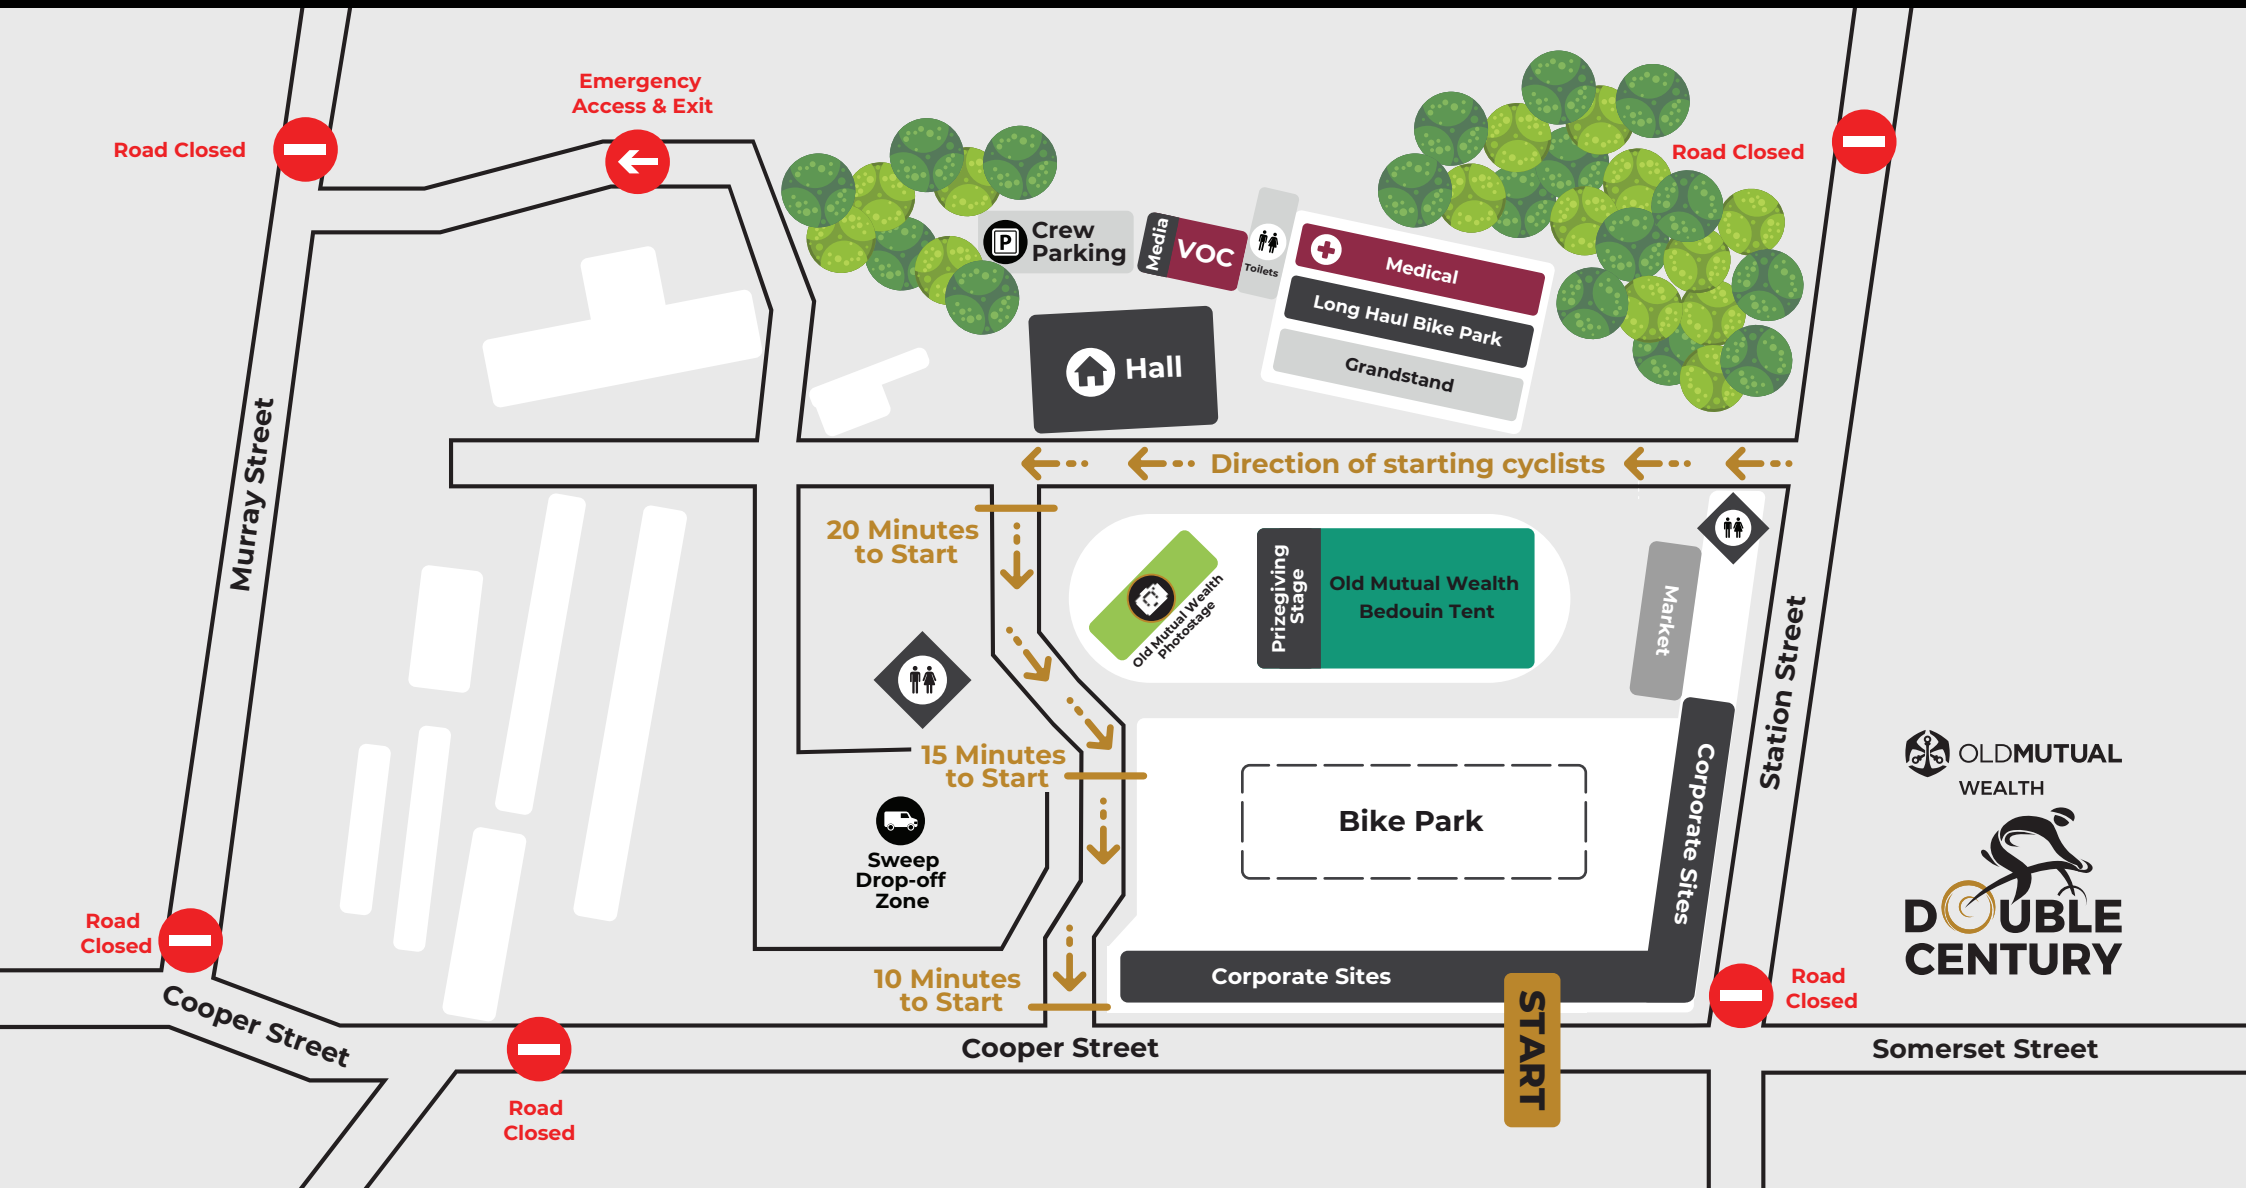 Emergency
Access & Exit
Road Closed
Road Closed
P
Crew
Parking
Media
VOC
Toilets
Medical
Long Haul Bike Park
Grandstand
Hall
Murray Street
Direction of starting cyclists
20 Minutes
to Start
Old Mutual Wealth
Photostage
Prizegiving
Stage
Old Mutual Wealth
Bedouin Tent
Market
Station Street
15 Minutes
to Start
Bike Park
Corporate Sites
Sweep
Drop-off
Zone
OLDMUTUAL
WEALTH
DOUBLE
CENTURY
Road
Closed
10 Minutes
to Start
Corporate Sites
START
Road
Closed
Cooper Street
Cooper Street
Somerset Street
Road
Closed